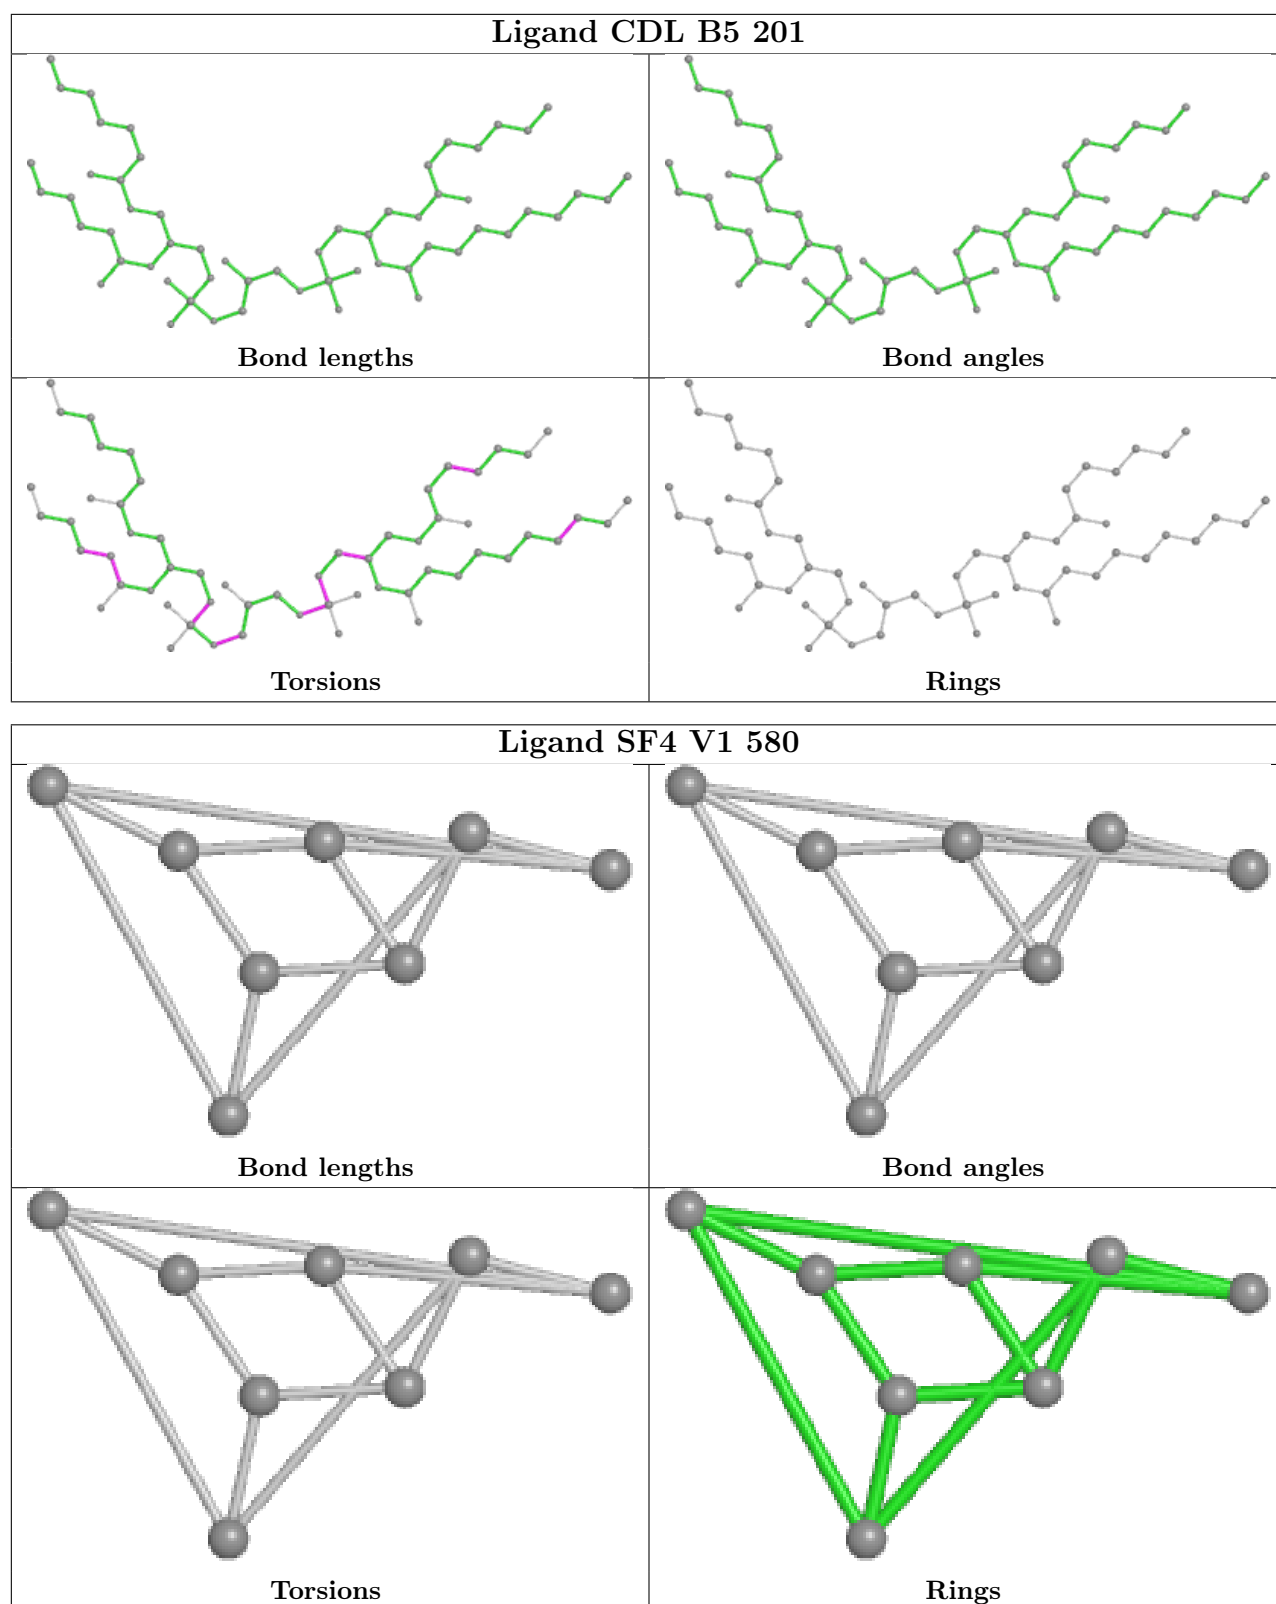 Ligand CDL B5 201
Bond lengths
Bond angles
Torsions
Rings
Ligand SF4 V1 580
Bond lengths
Bond angles
Torsions
Rings